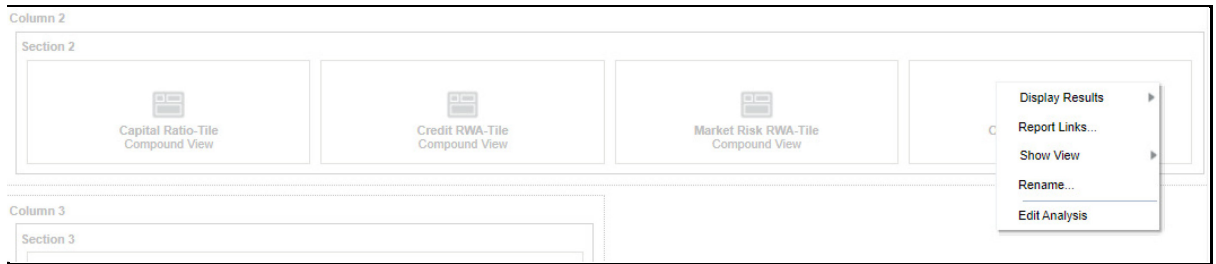 Column 2
Section 2
Capital Ratio-Tile
Compound View
Credit RWA-Tile
Compound View
Market Risk RWA-Tile
Compound View
C
Display Results
Report Links...
Show View
Rename...
Edit Analysis
Column 3
Section 3